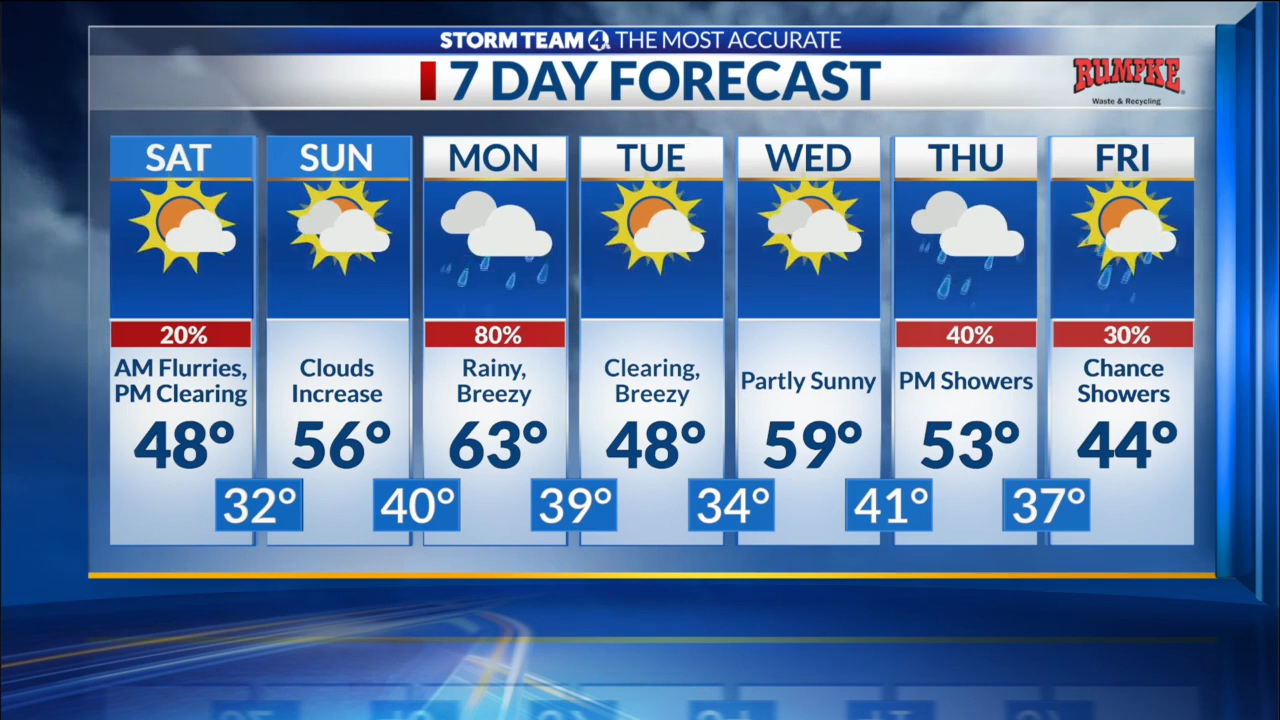 STORM TEAM 4 THE MOST ACCURATE
7 DAY FORECAST
RUMPKE
Waste & Recycling
SAT
SUN
MON
TUE
WED
THU
FRI
20%
80%
40%
30%
AM Flurries,
PM Clearing
Clouds
Increase
Rainy,
Breezy
Clearing,
Breezy
Partly Sunny
PM Showers
Chance
Showers
48°
56°
63°
48°
59°
53°
44°
32°
40°
39°
34°
41°
37°